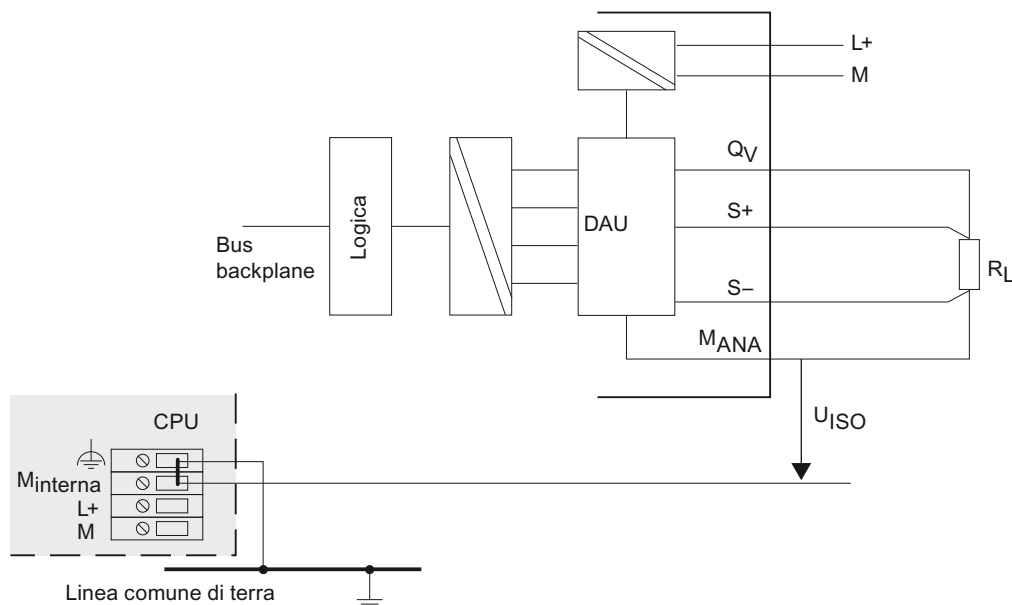 L+
M
QV
S+
DAU
Logica
Bus
backplane
RL
S–
MANA
UISO
CPU
Minterna
L+
M
Linea comune di terra